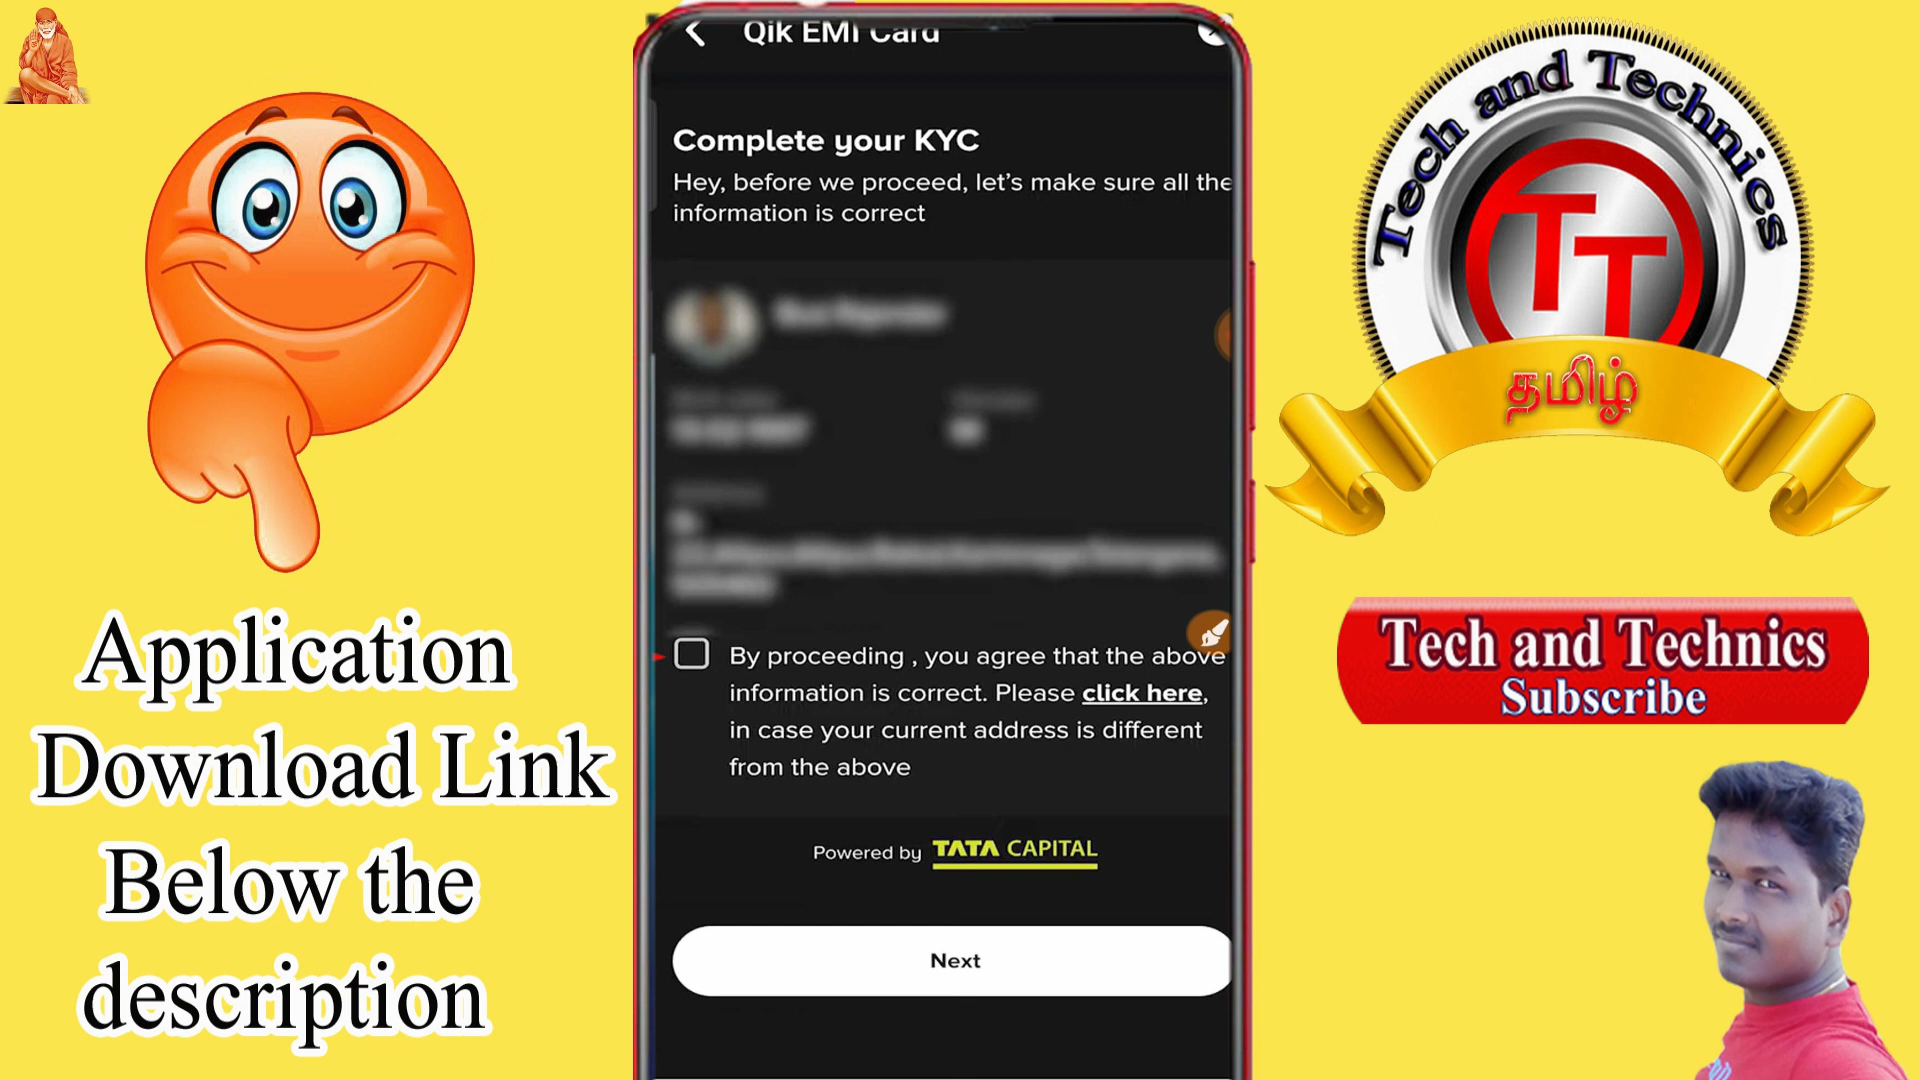 Qik EMI Card
Complete your KYC
Hey, before we proceed, let's make sure all the
information is correct
By proceeding , you agree that the above
information is correct. Please click here,
in case your current address is different
from the above
Powered by TATA CAPITAL
Next
Application
Download Link
Below the
description
Tech and Technics
TT
தமிழ்
Tech and Technics
Subscribe